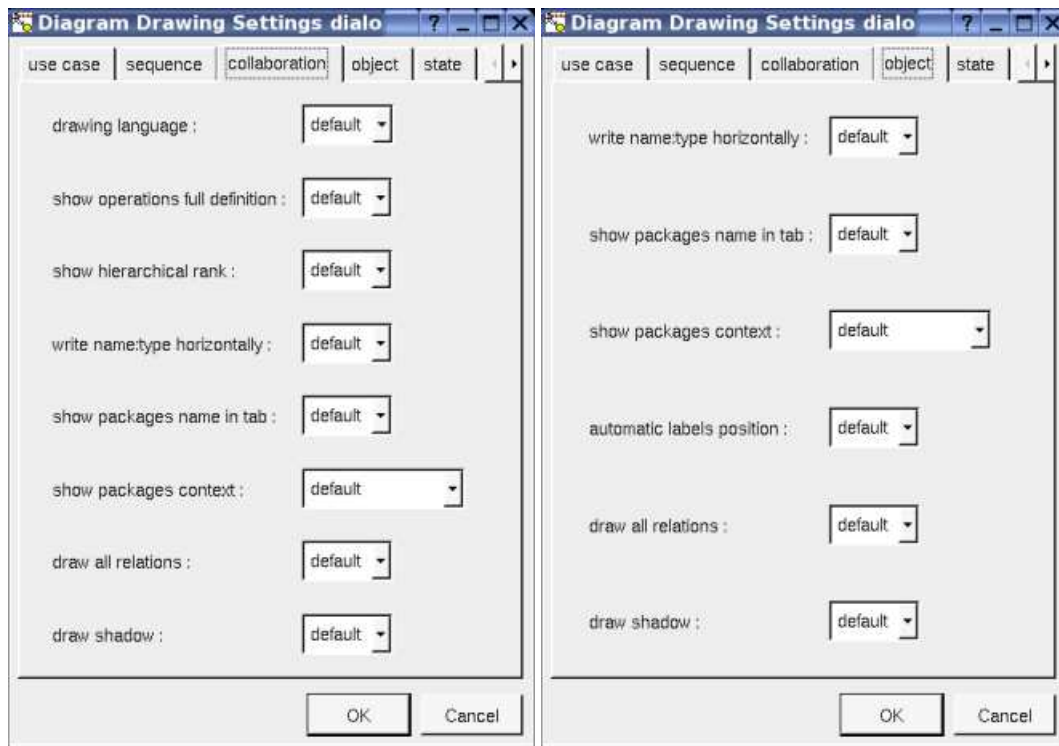 Diagram Drawing Settings dialo
use case sequence collaboration object state
drawing language : default
show operations full definition : default
show hierarchical rank : default
write name:type horizontally : default
show packages name in tab : default
show packages context : default
draw all relations : default
draw shadow : default
OK Cancel
Diagram Drawing Settings dialo
use case sequence collaboration object state
write name:type horizontally : default
show packages name in tab : default
show packages context : default
automatic labels position : default
draw all relations : default
draw shadow : default
OK Cancel